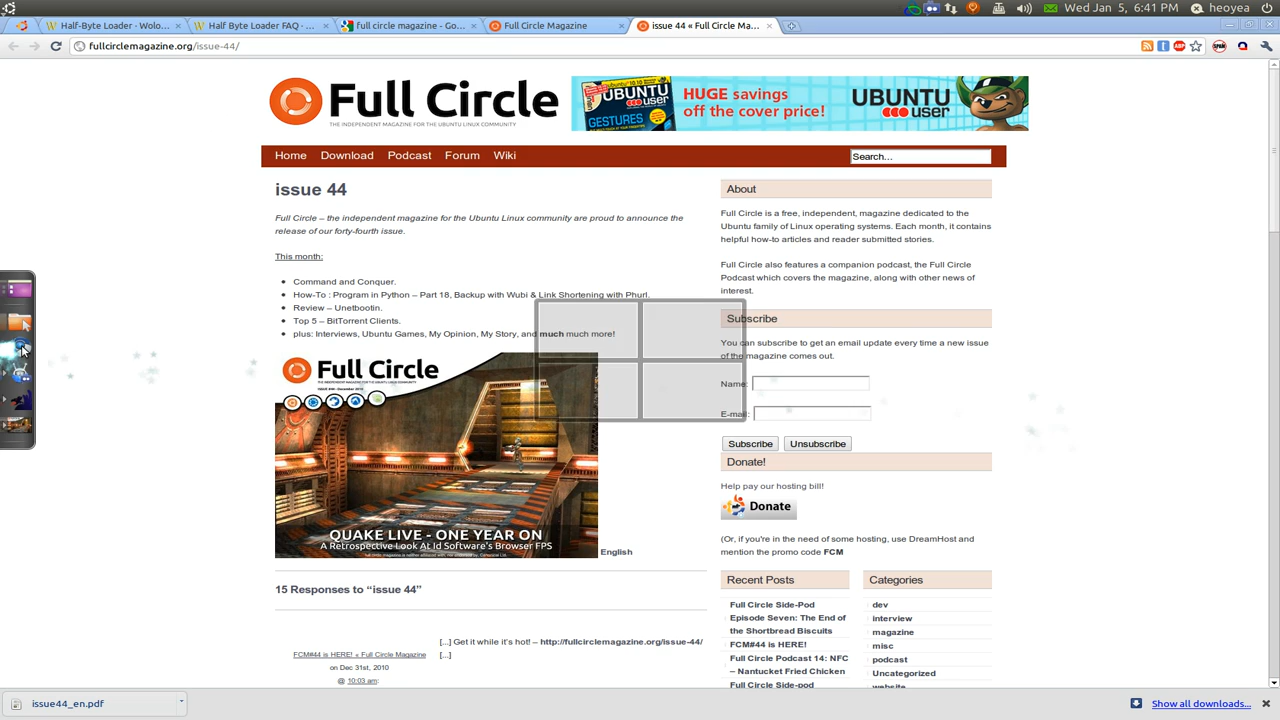 Half-Byte Loader - Wolo...
Half Byte Loader FAQ -...
Half-Byte Loader - Goo...
Full Circle Magazine
issue 44 « Full Circle Ma...
Wed Jan 5, 5:41 PM
fullcirclemagazine.org/issue-44/
Full Circle
THE INDEPENDENT MAGAZINE FOR THE UBUNTU LINUX COMMUNITY
UBUNTU
user
GESTURES
HUGE savings
off the cover price!
UBUNTU
user
Home Download Podcast Forum Wiki
Search...
issue 44
Full Circle – the independent magazine for the Ubuntu Linux community are proud to announce the
release of our forty-fourth issue.
This month:
Command and Conquer.
How-To : Program in Python – Part 18, Backup with Wubi & Link Shortening with Phurl.
Review – Unetbootin.
Top 5 – BitTorrent Clients.
plus: Interviews, Ubuntu Games, My Opinion, My Story, and much much more!
Full Circle
QUAKE LIVE - ONE YEAR ON
A Retrospective Look At Id Software's Browser FPS
English
15 Responses to “issue 44”
FCM#44 is HERE! « Full Circle Magazine
on Dec 31st, 2010
@ 10:03 am:
[...] Get it while it's hot! – http://fullcirclemagazine.org/issue-44/
[...]
About
Full Circle is a free, independent, magazine dedicated to the
Ubuntu family of Linux operating systems. Each month, it contains
helpful how-to articles and reader submitted stories.
Full Circle also features a companion podcast, the Full Circle
Podcast which covers the magazine, along with other news of
interest.
Subscribe
You can subscribe to get an email update every time a new issue
of the magazine comes out.
Name:
E-mail:
Subscribe Unsubscribe
Donate!
Help pay our hosting bill!
Donate
(Or, if you're in the need of some hosting, use DreamHost and
mention the promo code FCM
Recent Posts
Full Circle Side-Pod
Episode Seven: The End of
the Shortbread Biscuits
FCM#44 is HERE!
Full Circle Podcast 14: NFC
– Nantucket Fried Chicken
Full Circle Side-pod
Categories
dev
interview
magazine
misc
podcast
Uncategorized
website
issue44_en.pdf
Show all downloads...